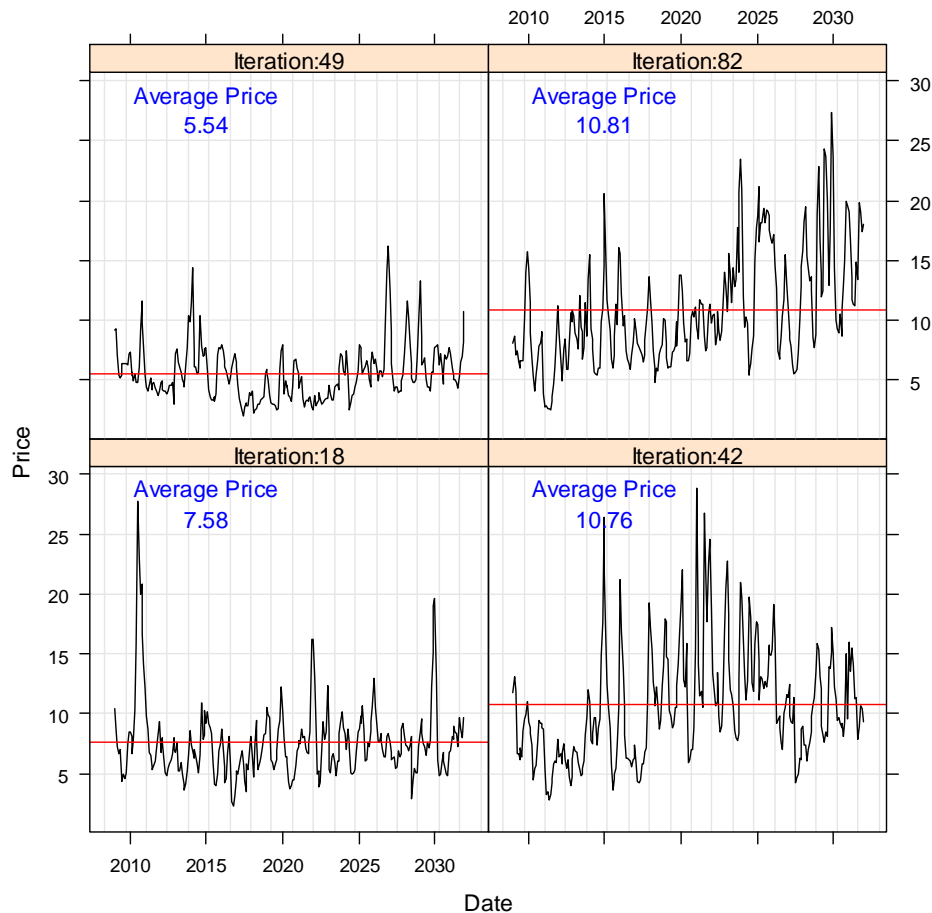 2010 2015 2020 2025 2030
Iteration:49
Iteration:82
Average Price
5.54
Average Price
10.81
30
25
20
15
10
5
Price
Iteration:18
Iteration:42
30
25
20
15
10
5
Average Price
7.58
Average Price
10.76
2010 2015 2020 2025 2030
Date